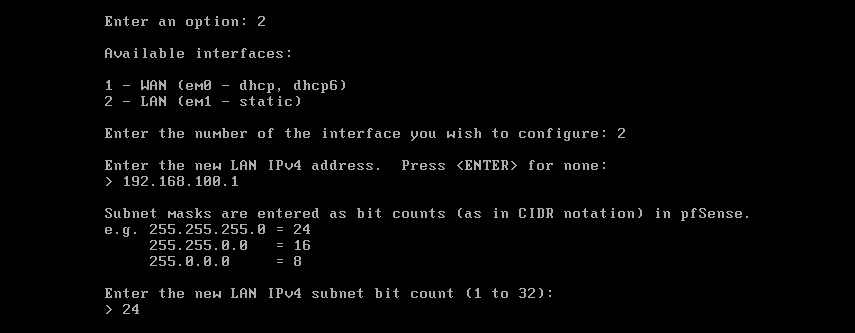 Enter an option: 2
Available interfaces:
1 - WAN (em0 - dhcp, dhcp6)
2 - LAN (em1 - static)
Enter the number of the interface you wish to configure: 2
Enter the new LAN IPv4 address.  Press <ENTER> for none:
> 192.168.100.1
Subnet masks are entered as bit counts (as in CIDR notation) in pfSense.
e.g. 255.255.255.0 = 24
     255.255.0.0   = 16
     255.0.0.0     = 8
Enter the new LAN IPv4 subnet bit count (1 to 32):
> 24